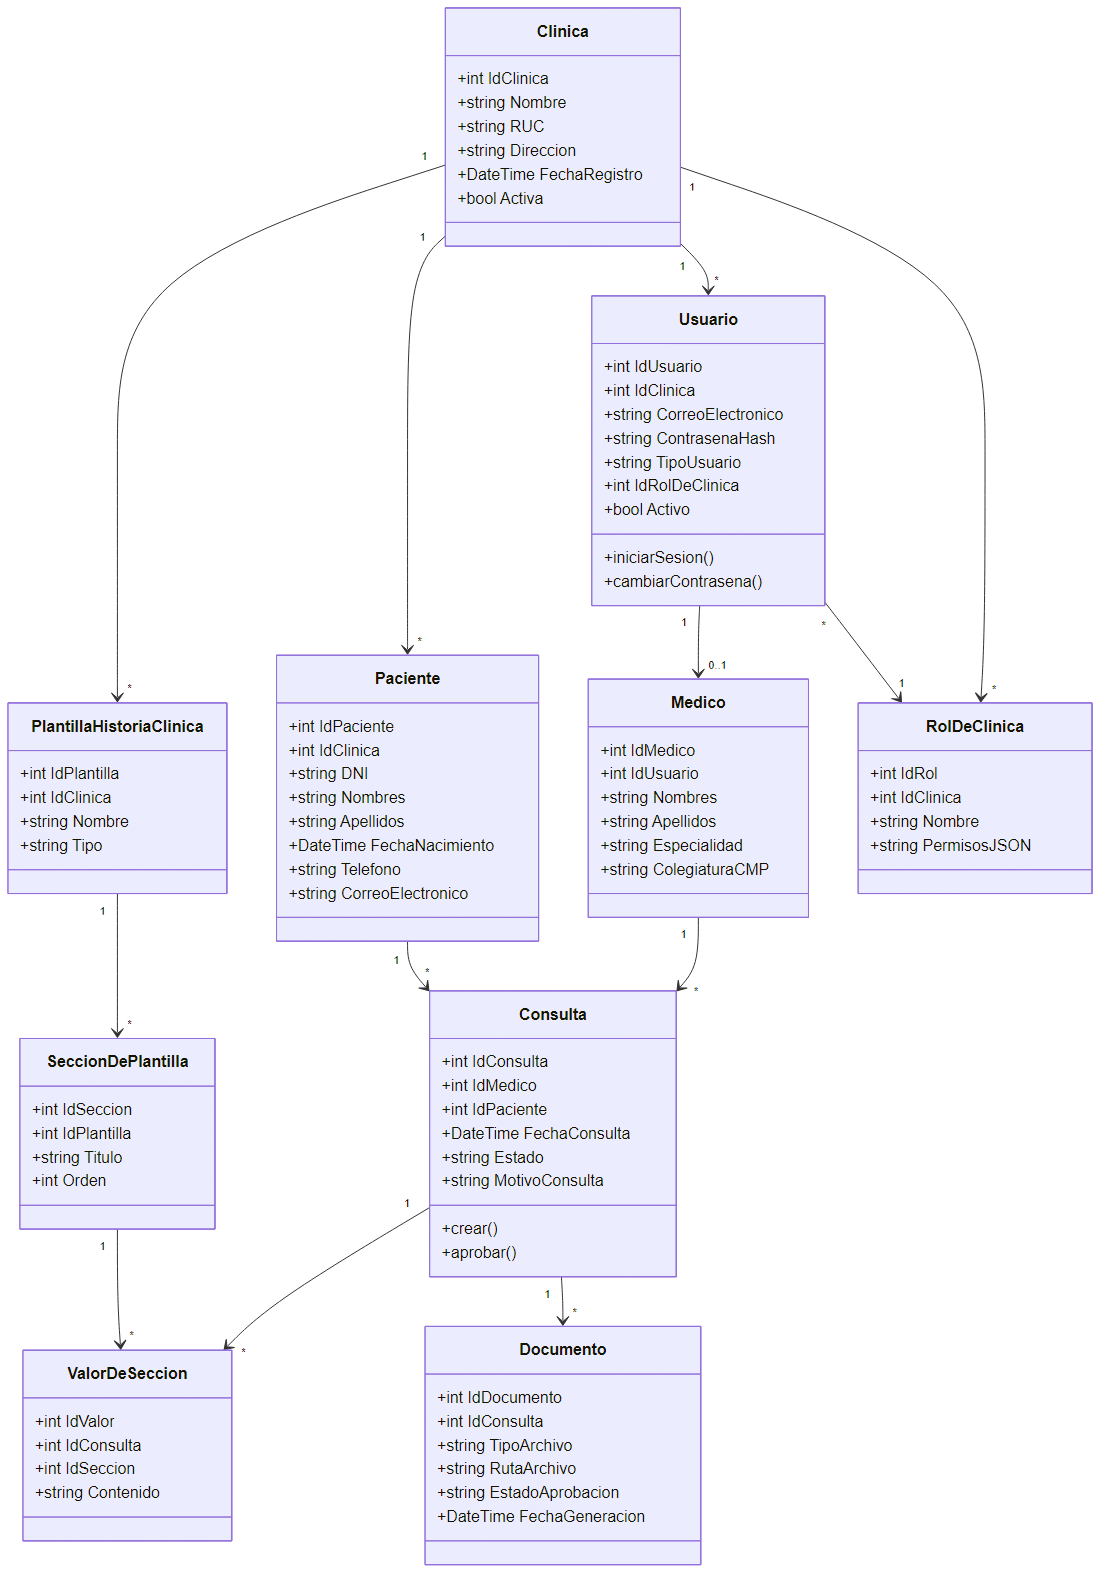 Clinica
+int IdClinica
+string Nombre
+string RUC
+string Direccion
+DateTime FechaRegistro
+bool Activa
1
1
1
1
*
Usuario
+int IdUsuario
+int IdClinica
+string CorreoElectronico
+string ContrasenaHash
+string TipoUsuario
+int IdRolDeClinica
+bool Activo
+iniciarSesion()
+cambiarContrasena()
1
*
*
*
0..1
1
*
PlantillaHistoriaClinica
+int IdPlantilla
+int IdClinica
+string Nombre
+string Tipo
Paciente
+int IdPaciente
+int IdClinica
+string DNI
+string Nombres
+string Apellidos
+DateTime FechaNacimiento
+string Telefono
+string CorreoElectronico
Medico
+int IdMedico
+int IdUsuario
+string Nombres
+string Apellidos
+string Especialidad
+string ColegiaturaCMP
RolDeClinica
+int IdRol
+int IdClinica
+string Nombre
+string PermisosJSON
1
*
1
*
1
*
SeccionDePlantilla
+int IdSeccion
+int IdPlantilla
+string Titulo
+int Orden
Consulta
+int IdConsulta
+int IdMedico
+int IdPaciente
+DateTime FechaConsulta
+string Estado
+string MotivoConsulta
+crear()
+aprobar()
1
*
1
*
1
*
ValorDeSeccion
+int IdValor
+int IdConsulta
+int IdSeccion
+string Contenido
Documento
+int IdDocumento
+int IdConsulta
+string TipoArchivo
+string RutaArchivo
+string EstadoAprobacion
+DateTime FechaGeneracion